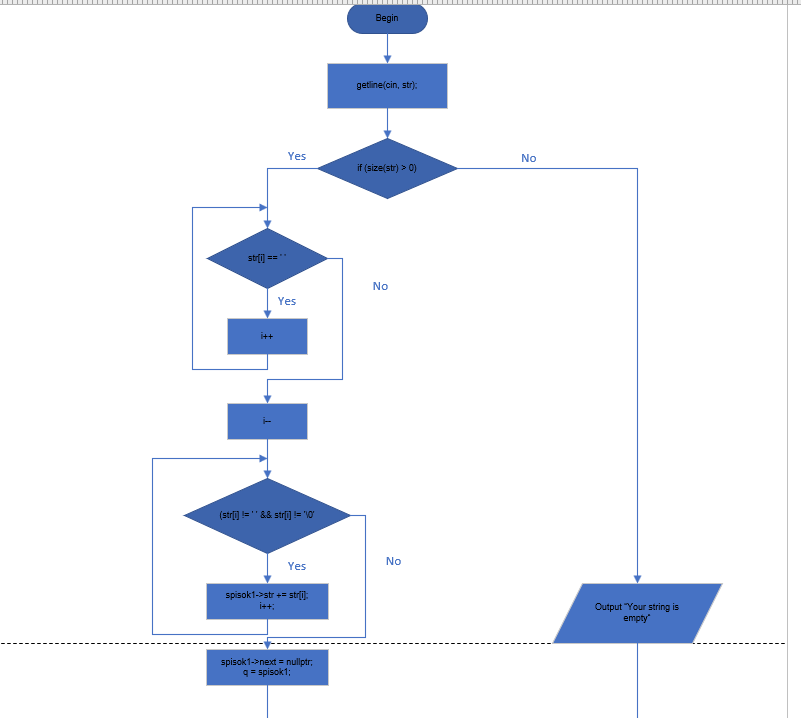 Begin
getline(cin, str);
Yes
No
if (size(str) > 0)
str[i] == ' '
No
Yes
i++
i--
(str[i] != ' ' && str[i] != '\0'
No
Yes
spisok1->str += str[i];
i++;
Output "Your string is
empty"
spisok1->next = nullptr;
q = spisok1;